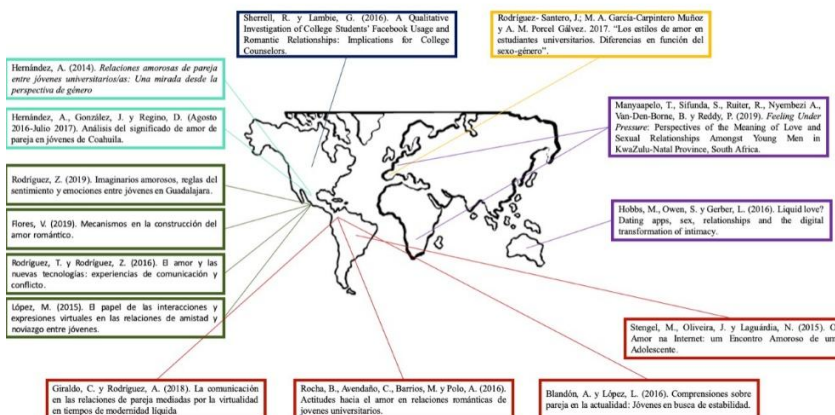 Sherrell, R. y Lambie, G. (2016). A Qualitative
Investigation of College Students' Facebook Usage and
Romantic Relationships: Implications for College
Counselors.
Rodríguez- Santero, J.; M. A. García-Carpintero Muñoz
y A. M. Porcel Gálvez. 2017. “Los estilos de amor en
estudiantes universitarios. Diferencias en función del
sexo-género”.
Hernández, A. (2014). Relaciones amorosas de pareja
entre jóvenes universitarios/as: Una mirada desde la
perspectiva de género
Hernández, A., González, J. y Regino, D. (Agosto
2016-Julio 2017). Análisis del significado de amor de
pareja en jóvenes de Coahuila.
Manyaapelo, T., Sifunda, S., Ruiter, R., Nyembezi A.,
Van-Den-Borne, B. y Reddy, P. (2019). Feeling Under
Pressure: Perspectives of the Meaning of Love and
Sexual Relationships Amongst Young Men in
KwaZulu-Natal Province, South Africa.
Rodríguez, Z. (2019). Imaginarios amorosos, reglas del
sentimiento y emociones entre jóvenes en Guadalajara.
Flores, V. (2019). Mecanismos en la construcción del
amor romántico.
Hobbs, M., Owen, S. y Gerber, L. (2016). Liquid love?
Dating apps, sex, relationships and the digital
transformation of intimacy.
Rodríguez, T. y Rodríguez, Z. (2016). El amor y las
nuevas tecnologías: experiencias de comunicación y
conflicto.
López, M. (2015). El papel de las interacciones y
expresiones virtuales en las relaciones de amistad y
noviazgo entre jóvenes.
Stengel, M., Oliveira, J. y Laguárdia, N. (2015). O
Amor na Internet: um Encontro Amoroso de um
Adolescente.
Giraldo, C. y Rodríguez, A. (2018). La comunicación
en las relaciones de pareja mediadas por la virtualidad
en tiempos de modernidad líquida
Rocha, B., Avendaño, C., Barrios, M. y Polo, A. (2016).
Actitudes hacia el amor en relaciones románticas de
jovenes universitarios.
Blandón, A. y López, L. (2016). Comprensiones sobre
pareja en la actualidad: Jóvenes en busca de estabilidad.